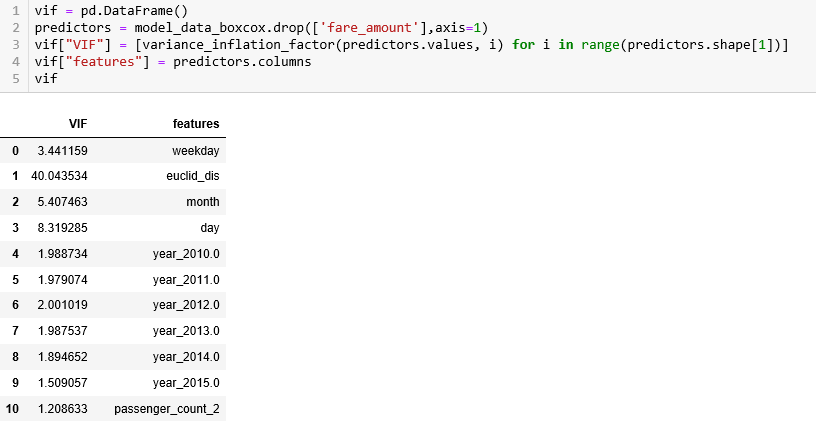 1 vif = pd.DataFrame()
2 predictors = model_data_boxcox.drop(['fare_amount'],axis=1)
3 vif["VIF"] = [variance_inflation_factor(predictors.values, i) for i in range(predictors.shape[1])]
4 vif["features"] = predictors.columns
5 vif
VIF features
0 3.441159 weekday
1 40.043534 euclid_dis
2 5.407463 month
3 8.319285 day
4 1.988734 year_2010.0
5 1.979074 year_2011.0
6 2.001019 year_2012.0
7 1.987537 year_2013.0
8 1.894652 year_2014.0
9 1.509057 year_2015.0
10 1.208633 passenger_count_2